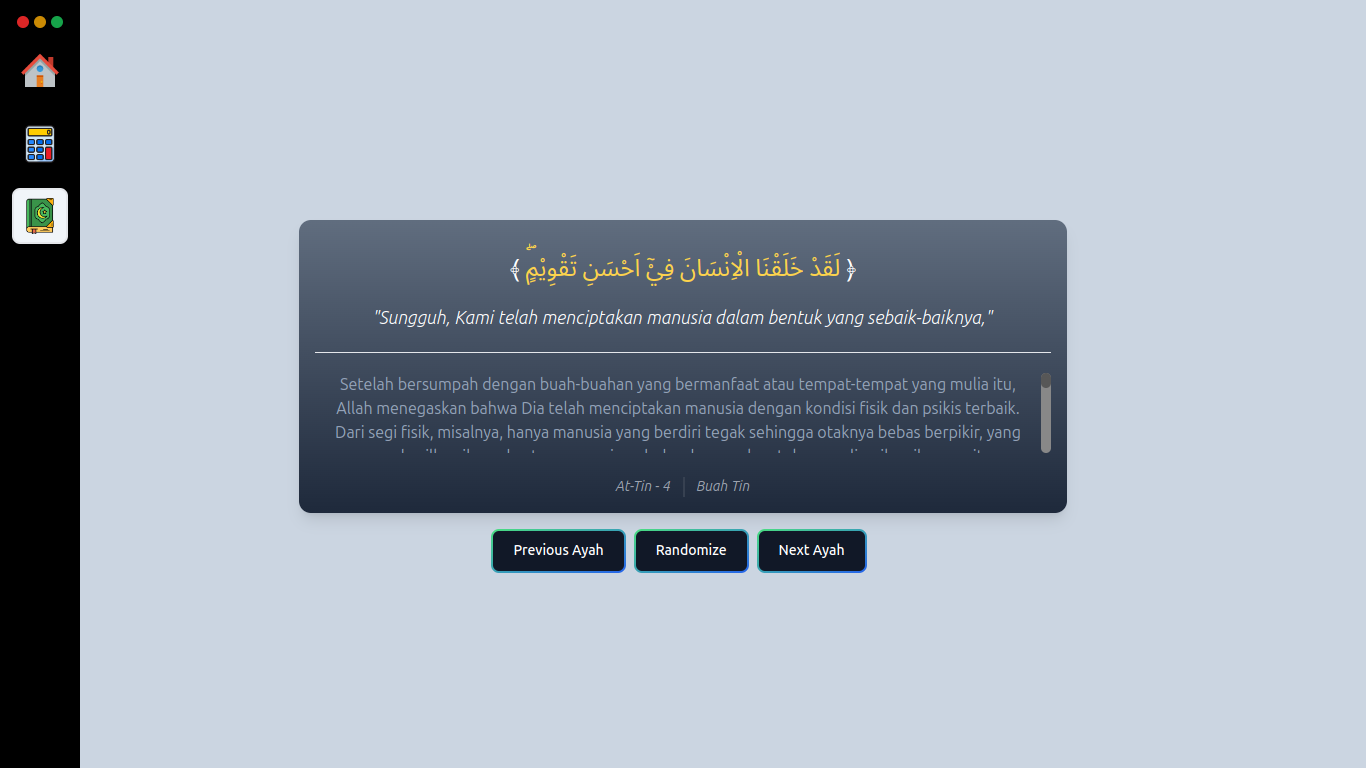 ﴿ لَقَدْ خَلَقْنَا الْاِنْسَانَ فِيْٓ اَحْسَنِ تَقْوِيْمٍۖ ﴾
"Sungguh, Kami telah menciptakan manusia dalam bentuk yang sebaik-baiknya,"
Setelah bersumpah dengan buah-buahan yang bermanfaat atau tempat-tempat yang mulia itu,
Allah menegaskan bahwa Dia telah menciptakan manusia dengan kondisi fisik dan psikis terbaik.
Dari segi fisik, misalnya, hanya manusia yang berdiri tegak sehingga otaknya bebas berpikir, yang
At-Tin - 4 | Buah Tin
Previous Ayah Randomize Next Ayah